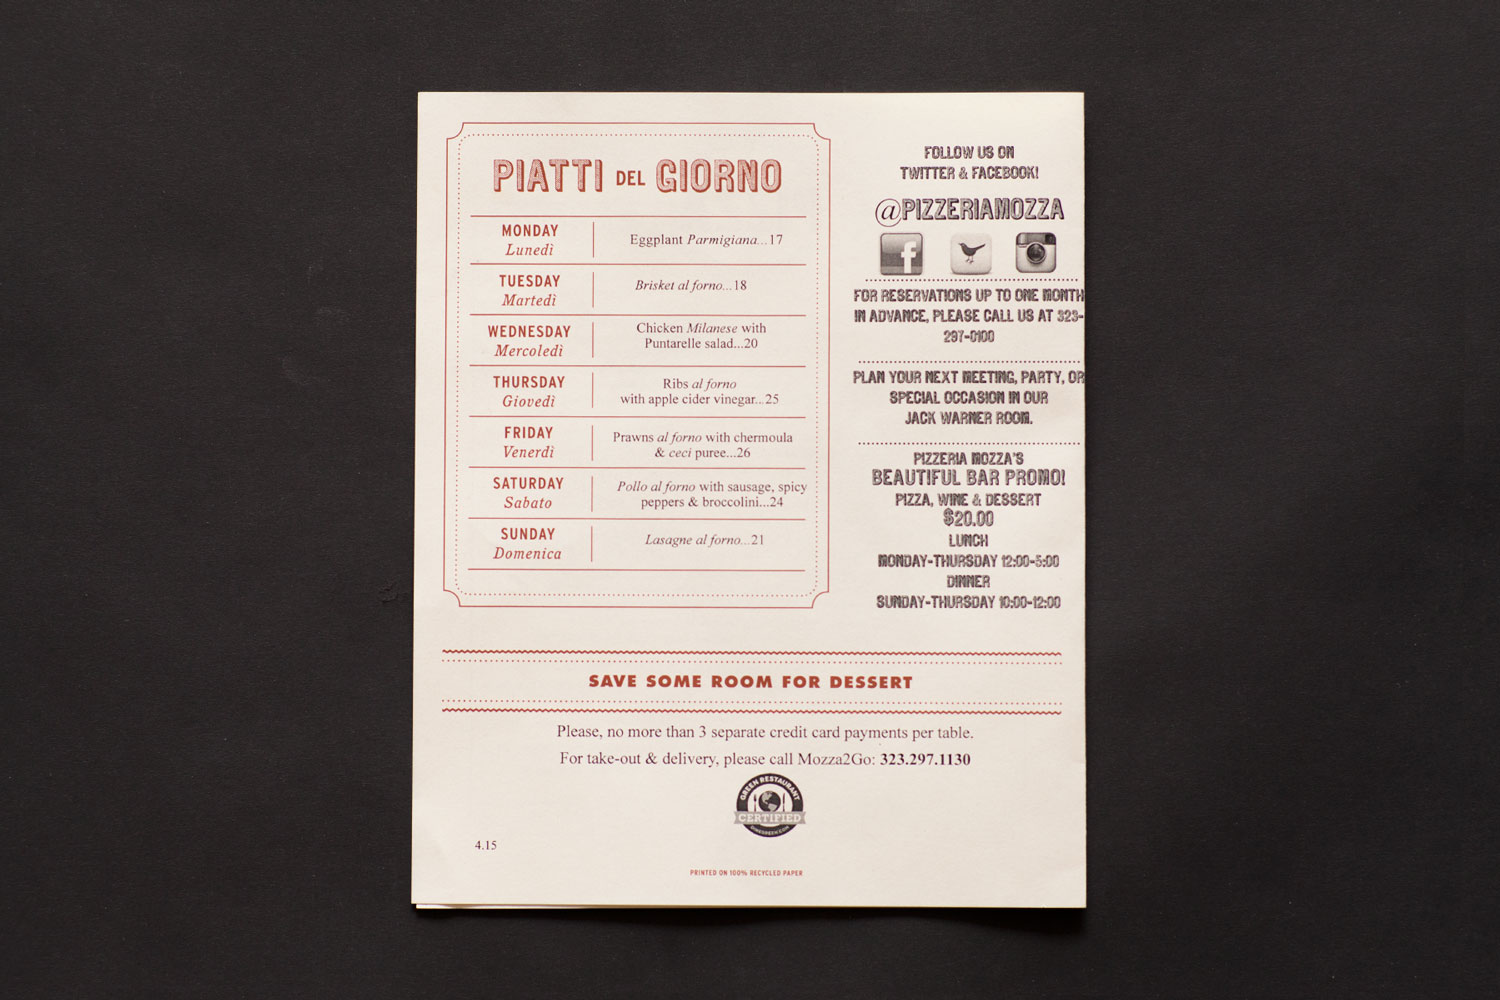 PIATTI DEL GIORNO
MONDAY
Lunedì
Eggplant Parmigiana...17
TUESDAY
Martedì
Brisket al forno...18
WEDNESDAY
Mercoledì
Chicken Milanese with
Puntarelle salad...20
THURSDAY
Giovedì
Ribs al forno
with apple cider vinegar...25
FRIDAY
Venerdì
Prawns al forno with chermoula
& ceci puree...26
SATURDAY
Sabato
Pollo al forno with sausage, spicy
peppers & broccolini...24
SUNDAY
Domenica
Lasagne al forno...21
FOLLOW US ON
TWITTER & FACEBOOK!
@PIZZERIAMOZZA
f
FOR RESERVATIONS UP TO ONE MONTH
IN ADVANCE, PLEASE CALL US AT 323-
297-0100
PLAN YOUR NEXT MEETING, PARTY, OR
SPECIAL OCCASION IN OUR
JACK WARNER ROOM.
PIZZERIA MOZZA'S
BEAUTIFUL BAR PROMO!
PIZZA, WINE & DESSERT
$20.00
LUNCH
MONDAY-THURSDAY 12:00-5:00
DINNER
SUNDAY-THURSDAY 10:00-12:00
SAVE SOME ROOM FOR DESSERT
Please, no more than 3 separate credit card payments per table.
For take-out & delivery, please call Mozza2Go: 323.297.1130
GREEN RESTAURANT
CERTIFIED
DINEGREEN.COM
4.15
PRINTED ON 100% RECYCLED PAPER